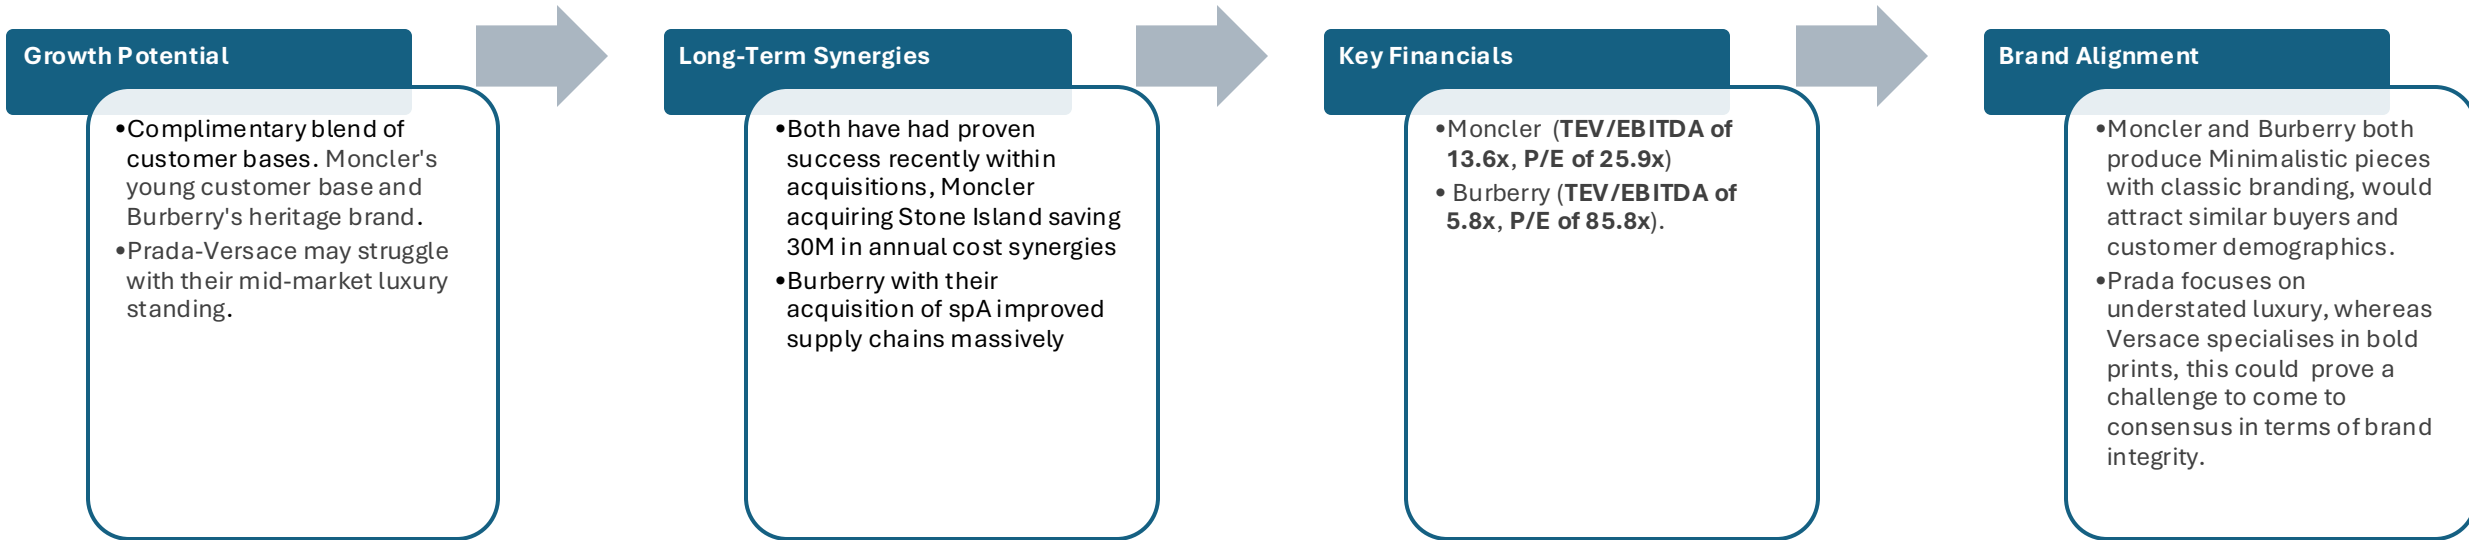 Growth Potential
•Complimentary blend of
customer bases. Moncler's
young customer base and
Burberry's heritage brand.
•Prada-Versace may struggle
with their mid-market luxury
standing.
Long-Term Synergies
•Both have had proven
success recently within
acquisitions, Moncler
acquiring Stone Island saving
30M in annual cost synergies
•Burberry with their
acquisition of spA improved
supply chains massively
Key Financials
•Moncler (TEV/EBITDA of
13.6x, P/E of 25.9x)
• Burberry (TEV/EBITDA of
5.8x, P/E of 85.8x).
Brand Alignment
•Moncler and Burberry both
produce Minimalistic pieces
with classic branding, would
attract similar buyers and
customer demographics.
•Prada focuses on
understated luxury, whereas
Versace specialises in bold
prints, this could prove a
challenge to come to
consensus in terms of brand
integrity.